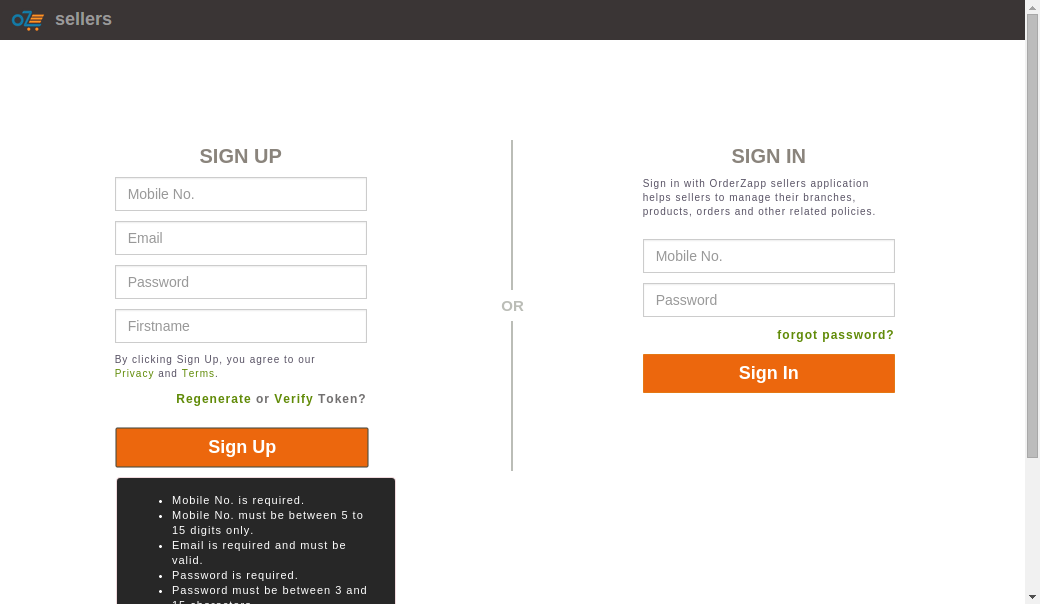 oZ sellers
SIGN UP
Mobile No.
Email
Password
Firstname
By clicking Sign Up, you agree to our
Privacy and Terms.
Regenerate or Verify Token?
Sign Up
• Mobile No. is required.
• Mobile No. must be between 5 to
15 digits only.
• Email is required and must be
valid.
• Password is required.
• Password must be between 3 and
15 characters
OR
SIGN IN
Sign in with OrderZapp sellers application
helps sellers to manage their branches,
products, orders and other related policies.
Mobile No.
Password
forgot password?
Sign In